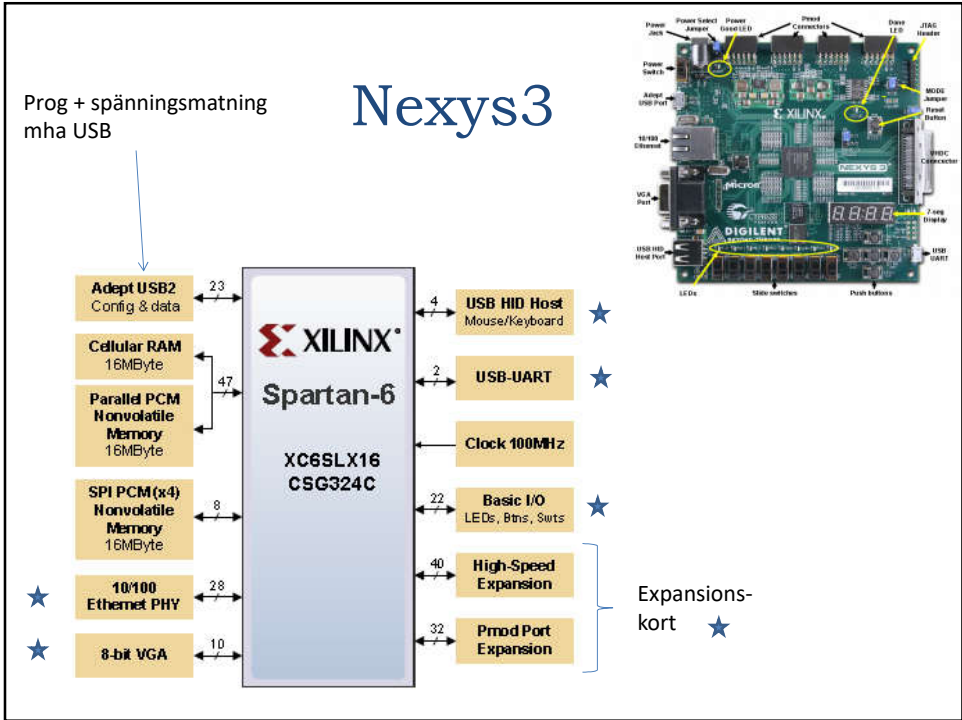 Nexys3
Prog + spänningsmatning
mha USB
Power
Jack
Power Select
Jumper
Power
Good LED
Pmod
Connectors
Done
LED
JTAG
Header
Power
Switch
Adept
USB Port
10/100
Ethernet
VGA
Port
USB HID
Host Port
MODE
Jumper
Reset
Button
VHDC
Connector
7-seg
Display
USB
UART
LEDs
Slide switches
Push buttons
XILINX
NEXYS 3
Micron
DIGILENT
8.8.8.8.
Adept USB2
Config & data
23
Cellular RAM
16MByte
47
Parallel PCM
Nonvolatile
Memory
16MByte
SPI PCM (x4)
Nonvolatile
Memory
16MByte
8
10/100
Ethernet PHY
28
8-bit VGA
10
XILINX®
Spartan-6
XC6SLX16
CSG324C
4
USB HID Host
Mouse/Keyboard
2
USB-UART
Clock 100MHz
22
Basic I/O
LEDs, Btns, Swts
40
High-Speed
Expansion
32
Pmod Port
Expansion
Expansions-
kort